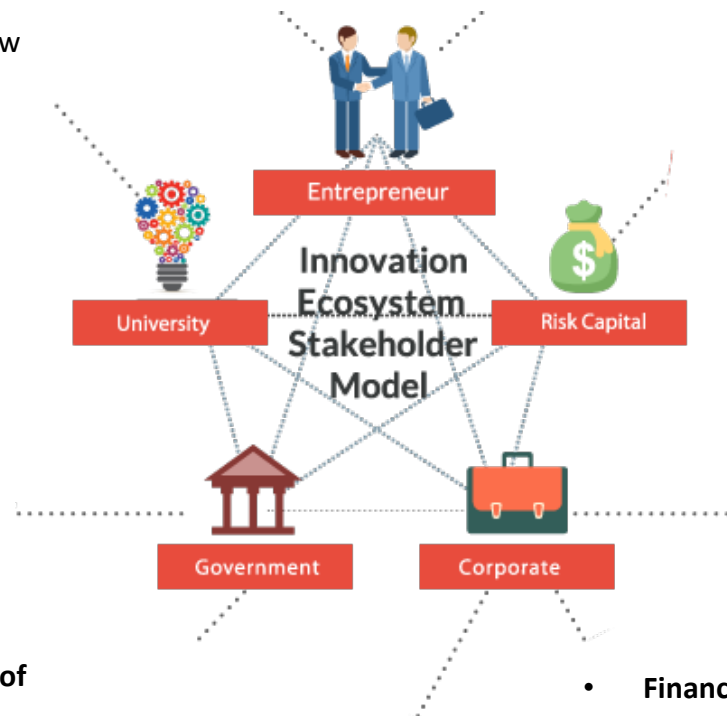 w
Entrepreneur
Innovation
Ecosystem
Stakeholder
Model
University
Risk Capital
$
Government
Corporate
of
• Financ